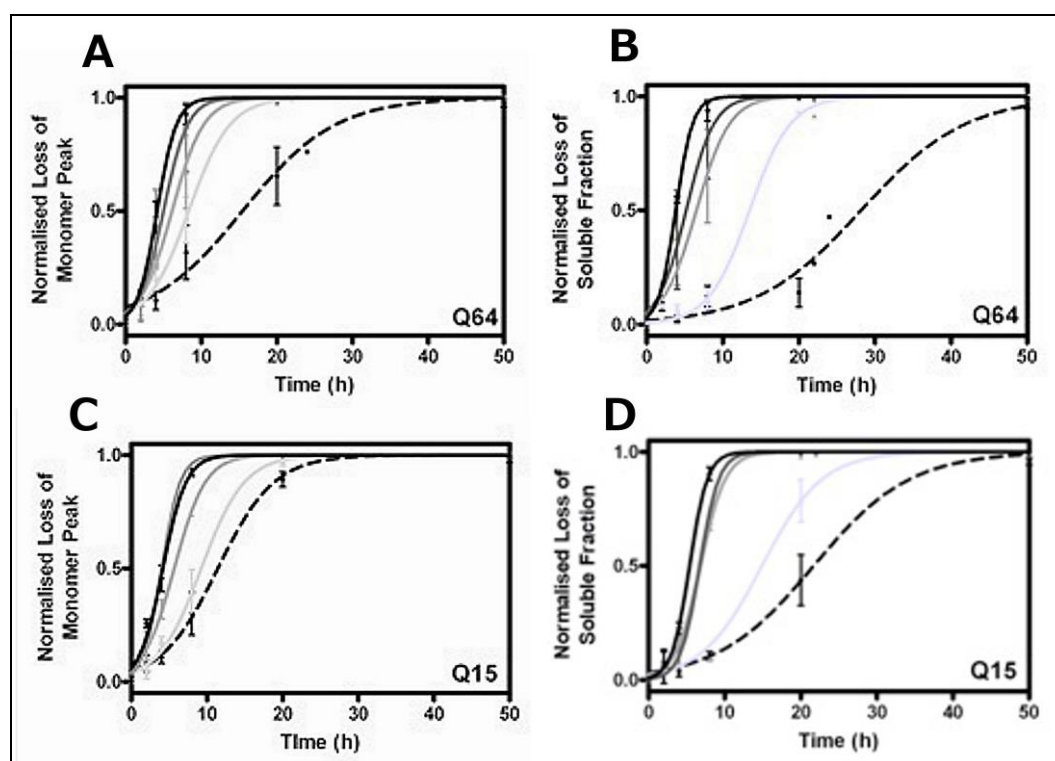 A
Normalised Loss of
Monomer Peak
1.0
0.5
0.0
Q64
0 10 20 30 40 50
Time (h)
B
Normalised Loss of
Soluble Fraction
1.0
0.5
0.0
Q64
0 10 20 30 40 50
Time (h)
C
Normalised Loss of
Monomer Peak
1.0
0.5
0.0
Q15
0 10 20 30 40 50
TIme (h)
D
Normalised Loss of
Soluble Fraction
1.0
0.5
0.0
Q15
0 10 20 30 40 50
Time (h)